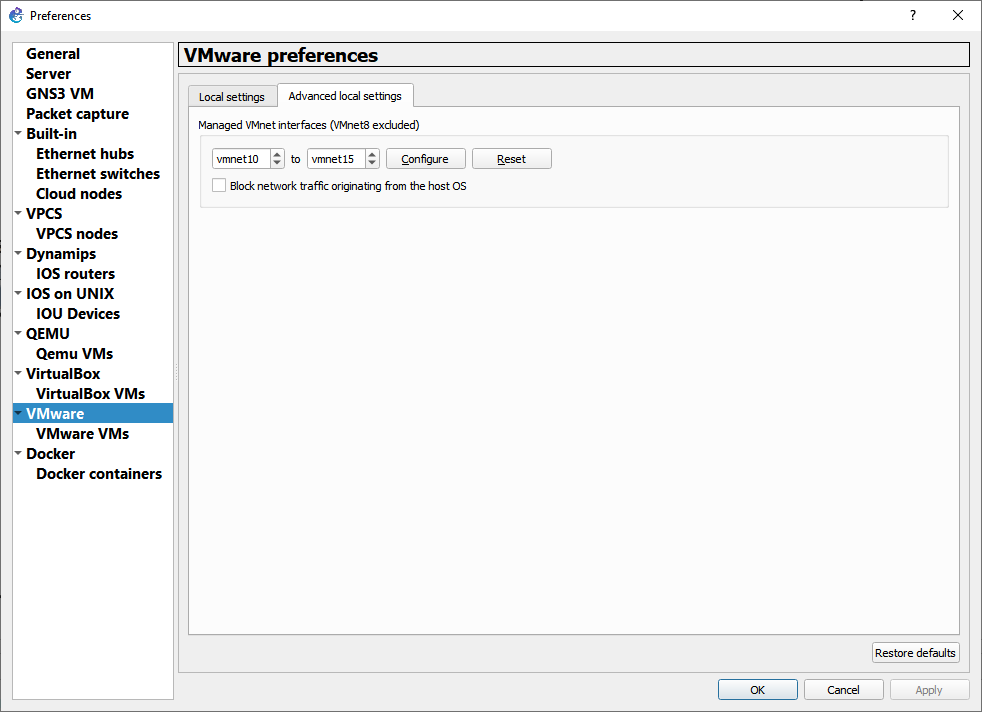 Preferences
?
General
Server
GNS3 VM
Packet capture
Built-in
Ethernet hubs
Ethernet switches
Cloud nodes
VPCS
VPCS nodes
Dynamips
IOS routers
IOS on UNIX
IOU Devices
QEMU
Qemu VMs
VirtualBox
VirtualBox VMs
VMware
VMware VMs
Docker
Docker containers
VMware preferences
Local settings Advanced local settings
Managed VMnet interfaces (VMnet8 excluded)
vmnet10 to vmnet15 Configure Reset
Block network traffic originating from the host OS
Restore defaults
OK Cancel Apply